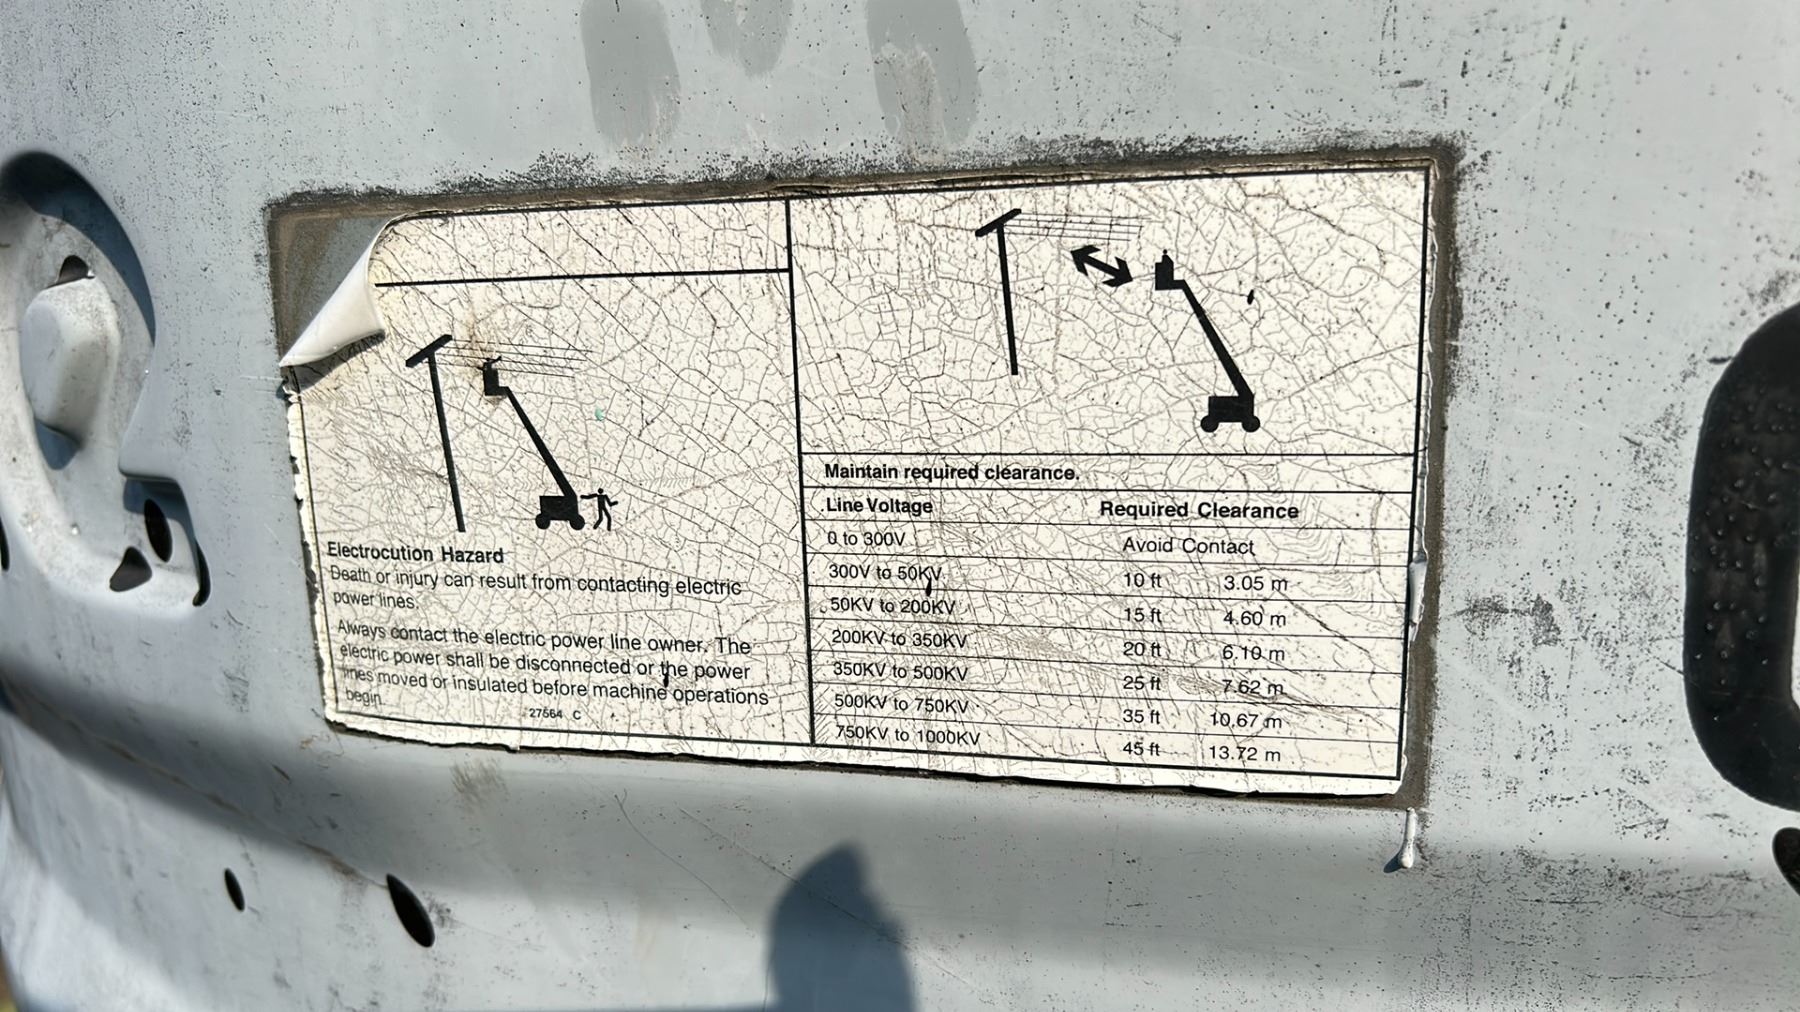 Electrocution Hazard
Death or injury can result from contacting electric
power lines.
Always contact the electric power line owner. The
electric power shall be disconnected or the power
lines moved or insulated before machine operations
begin.
27564 C
Maintain required clearance.
Line Voltage Required Clearance
0 to 300V Avoid Contact
300V to 50KV 10 ft 3.05 m
50KV to 200KV 15 ft 4.60 m
200KV to 350KV 20 ft 6.10 m
350KV to 500KV 25 ft 7.62 m
500KV to 750KV 35 ft 10.67 m
750KV to 1000KV 45 ft 13.72 m